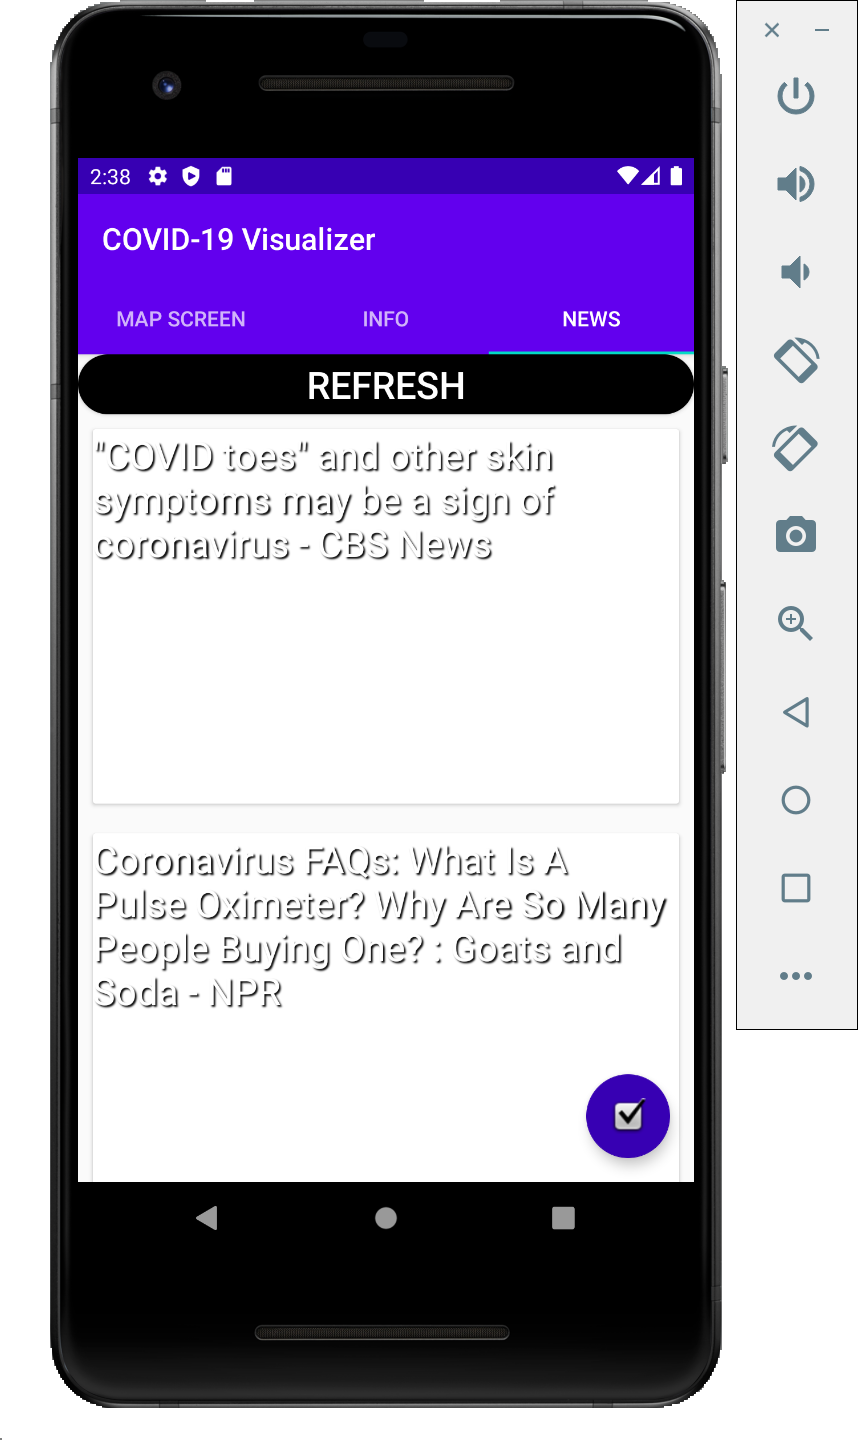 2:38
COVID-19 Visualizer
MAP SCREEN INFO NEWS
REFRESH
"COVID toes" and other skin
symptoms may be a sign of
coronavirus - CBS News
Coronavirus FAQs: What Is A
Pulse Oximeter? Why Are So Many
People Buying One? : Goats and
Soda - NPR